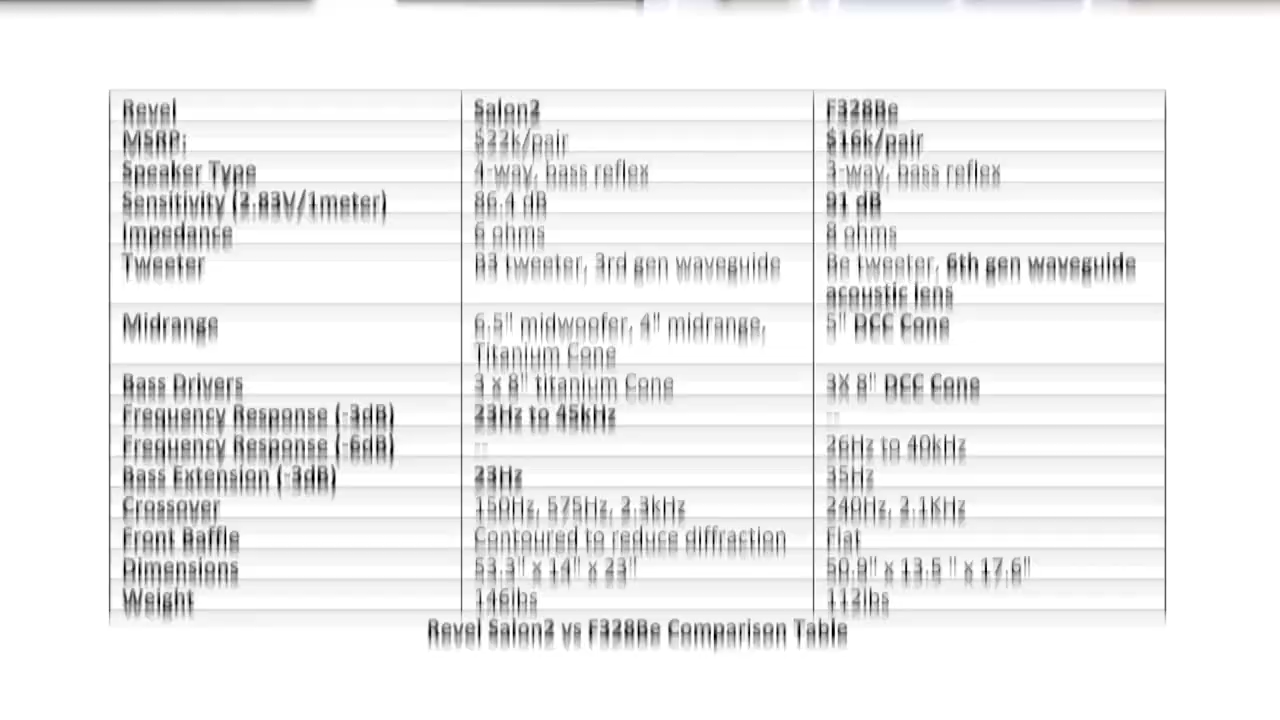 Revel Salon2 F328Be
MSRP: $22k/pair $16k/pair
Speaker Type 4-way, bass reflex 3-way, bass reflex
Sensitivity (2.83V/1meter) 86.4 dB 91 dB
Impedance 6 ohms 8 ohms
Tweeter B3 tweeter, 3rd gen waveguide Be tweeter, 6th gen waveguide
acoustic lens
Midrange 6.5" midwoofer, 4" midrange, 5" DCC Cone
Titanium Cone
Bass Drivers 3 x 8" titanium Cone 3X 8" DCC Cone
Frequency Response (-3dB) 23Hz to 45kHz --
Frequency Response (-6dB) -- 26Hz to 40kHz
Bass Extension (-3dB) 23Hz 35Hz
Crossover 150Hz, 575Hz, 2.3kHz 240Hz, 2.1KHz
Front Baffle Contoured to reduce diffraction Flat
Dimensions 53.3" x 14" x 23" 50.9" x 13.5 " x 17.6"
Weight 146lbs 112lbs
Revel Salon2 vs F328Be Comparison Table